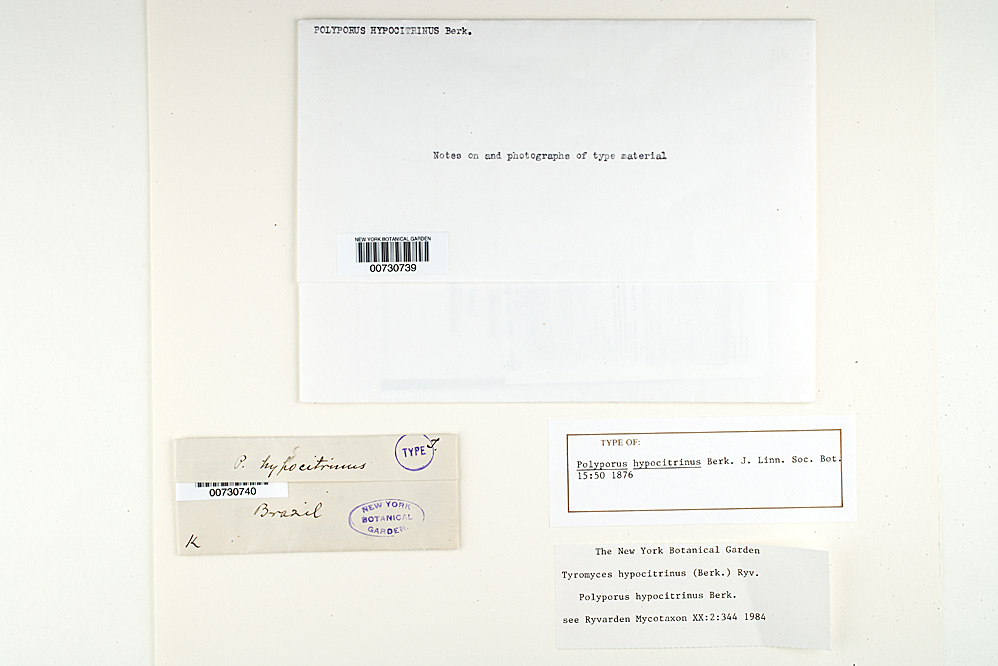 POLYPORUS HYPOCITRINUS Berk.
Notes on and photographs of type material
NEW YORK BOTANICAL GARDEN
00730739
P. hypocitrinus
TYPE
T.
00730740
Brazil
NEW YORK
BOTANICAL
GARDEN.
K
TYPE OF:
Polyporus hypocitrinus Berk. J. Linn. Soc. Bot.
15:50 1876
The New York Botanical Garden
Tyromyces hypocitrinus (Berk.) Ryv.
Polyporus hypocitrinus Berk.
see Ryvarden Mycotaxon XX:2:344 1984